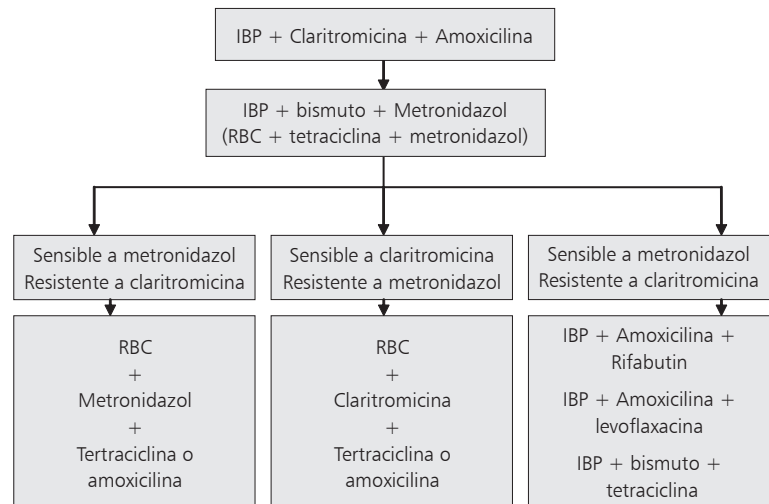 IBP + Claritromicina + Amoxicilina
IBP + bismuto + Metronidazol
(RBC + tetraciclina + metronidazol)
Sensible a metronidazol
Resistente a claritromicina
Sensible a claritromicina
Resistente a metronidazol
Sensible a metronidazol
Resistente a claritromicina
RBC
+
Metronidazol
+
Tertraciclina o
amoxicilina
RBC
+
Claritromicina
+
Tertraciclina o
amoxicilina
IBP + Amoxicilina +
Rifabutin
IBP + Amoxicilina +
levoflaxacina
IBP + bismuto +
tetraciclina